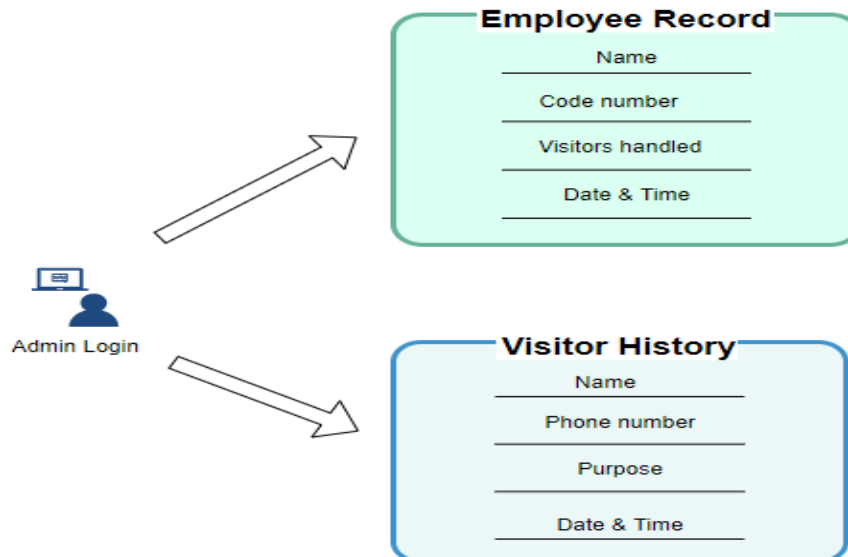 Employee Record
Name
Code number
Visitors handled
Date & Time
Admin Login
Visitor History
Name
Phone number
Purpose
Date & Time